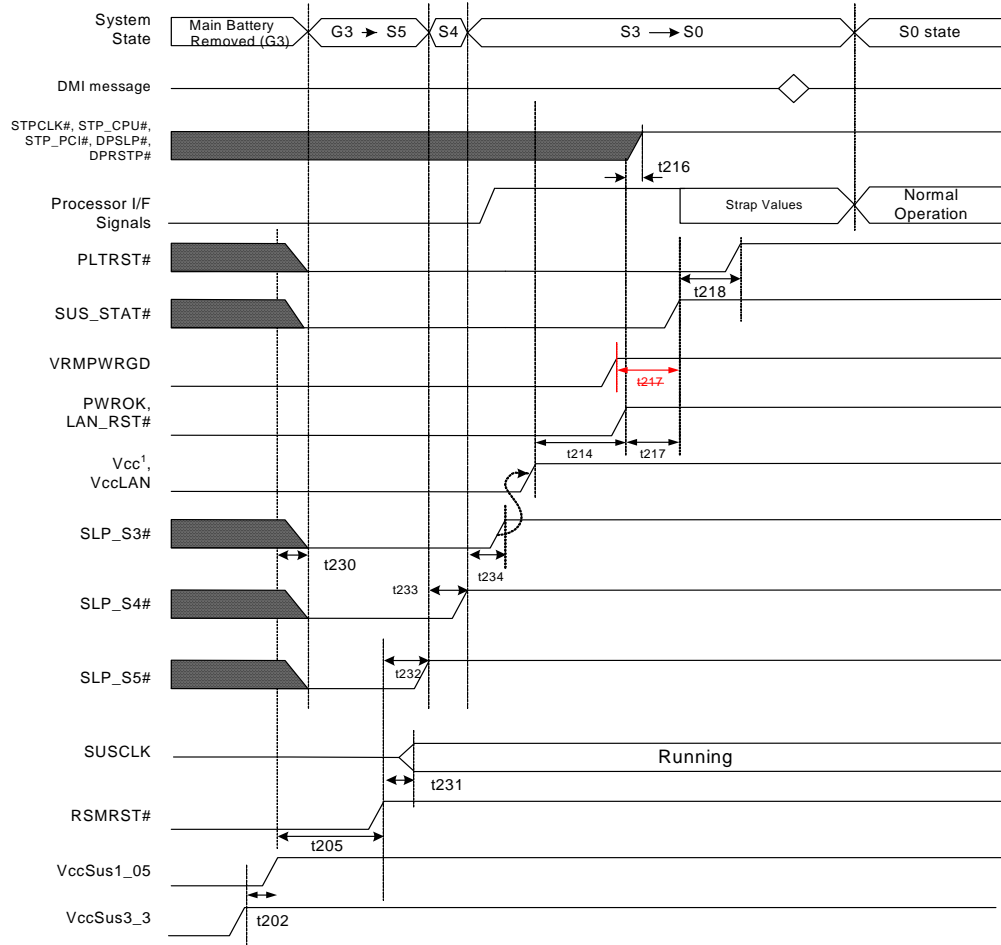 System
State
Main Battery
Removed (G3)
G3 → S5
S4
S3 → S0
S0 state
DMI message
STPCLK#, STP_CPU#,
STP_PCI#, DPSLP#,
DPRSTP#
t216
Processor I/F
Signals
Strap Values
Normal
Operation
PLTRST#
t218
SUS_STAT#
VRMPWRGD
t217
PWROK,
LAN_RST#
t214
t217
Vcc¹,
VccLAN
SLP_S3#
t230
t234
t233
SLP_S4#
SLP_S5#
t232
SUSCLK
Running
t231
RSMRST#
t205
VccSus1_05
t202
VccSus3_3